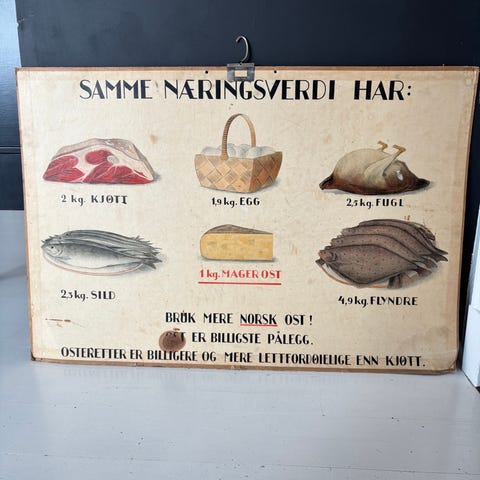 SAMME NÆRINGSVERDI HAR:
2 kg. KJØTT
1,9 kg. EGG
2,5 kg. FUGL
2,3 kg. SILD
1 kg. MAGEROST
4,9 kg. FLYNDRE
BRUK MERE NORSK OST!
DET ER BILLIGSTE PÅLEGG.
OSTERETTER ER BILLIGERE OG MERE LETTFORDØIELIGE ENN KJØTT.